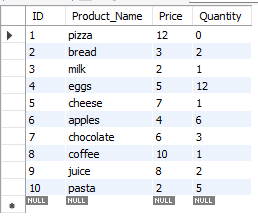 ID Product_Name Price Quantity
1 pizza 12 0
2 bread 3 2
3 milk 2 1
4 eggs 5 12
5 cheese 7 1
6 apples 4 6
7 chocolate 6 3
8 coffee 10 1
9 juice 8 2
10 pasta 2 5
NULL NULL NULL NULL